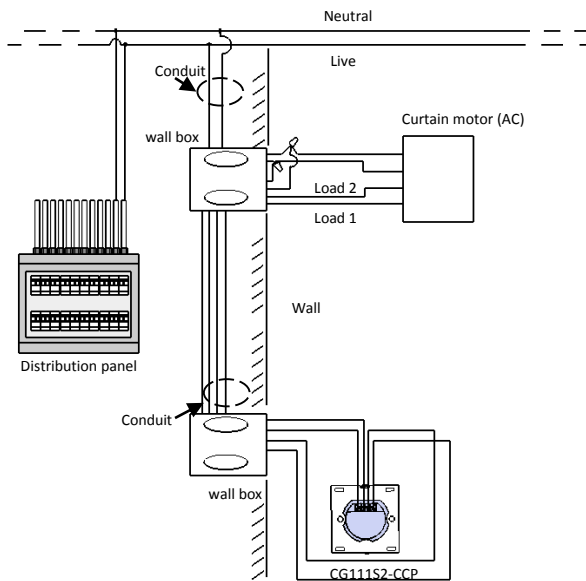 Neutral
Live
Conduit
Curtain motor (AC)
wall box
Load 2
Load 1
Wall
Distribution panel
Conduit
wall box
CG111S2-CCP